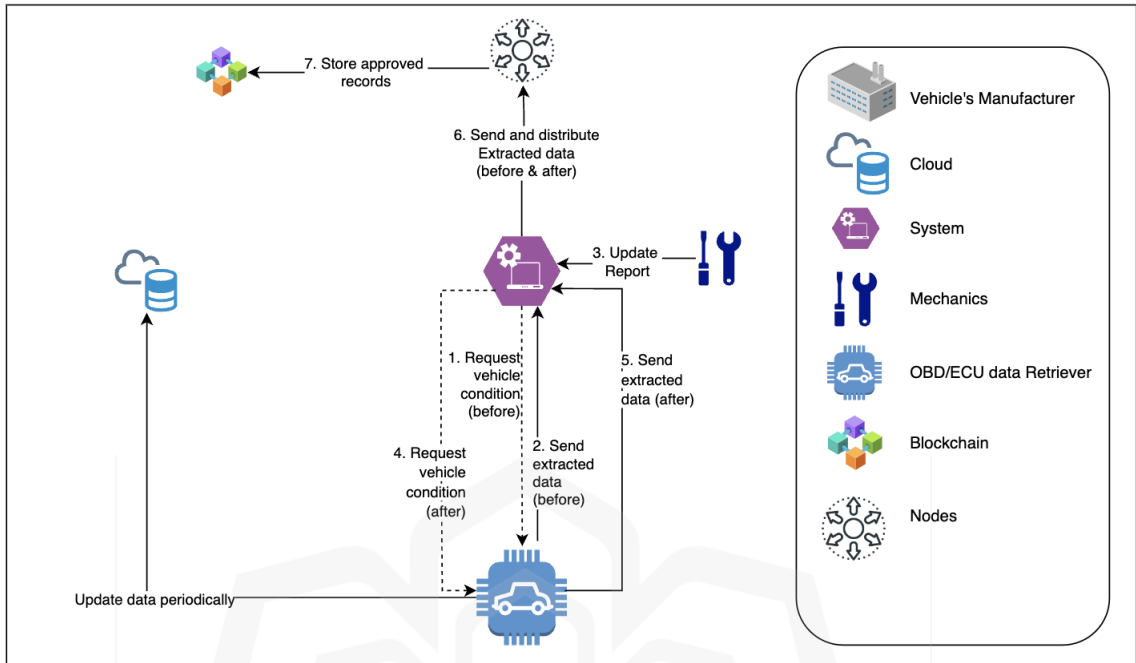 7. Store approved
records
6. Send and distribute
Extracted data
(before & after)
3. Update
Report
1. Request
vehicle
condition
(before)
5. Send
extracted
data (after)
4. Request
vehicle
condition
(after)
2. Send
extracted
data
(before)
Update data periodically
Vehicle's Manufacturer
Cloud
System
Mechanics
OBD/ECU data Retriever
Blockchain
Nodes